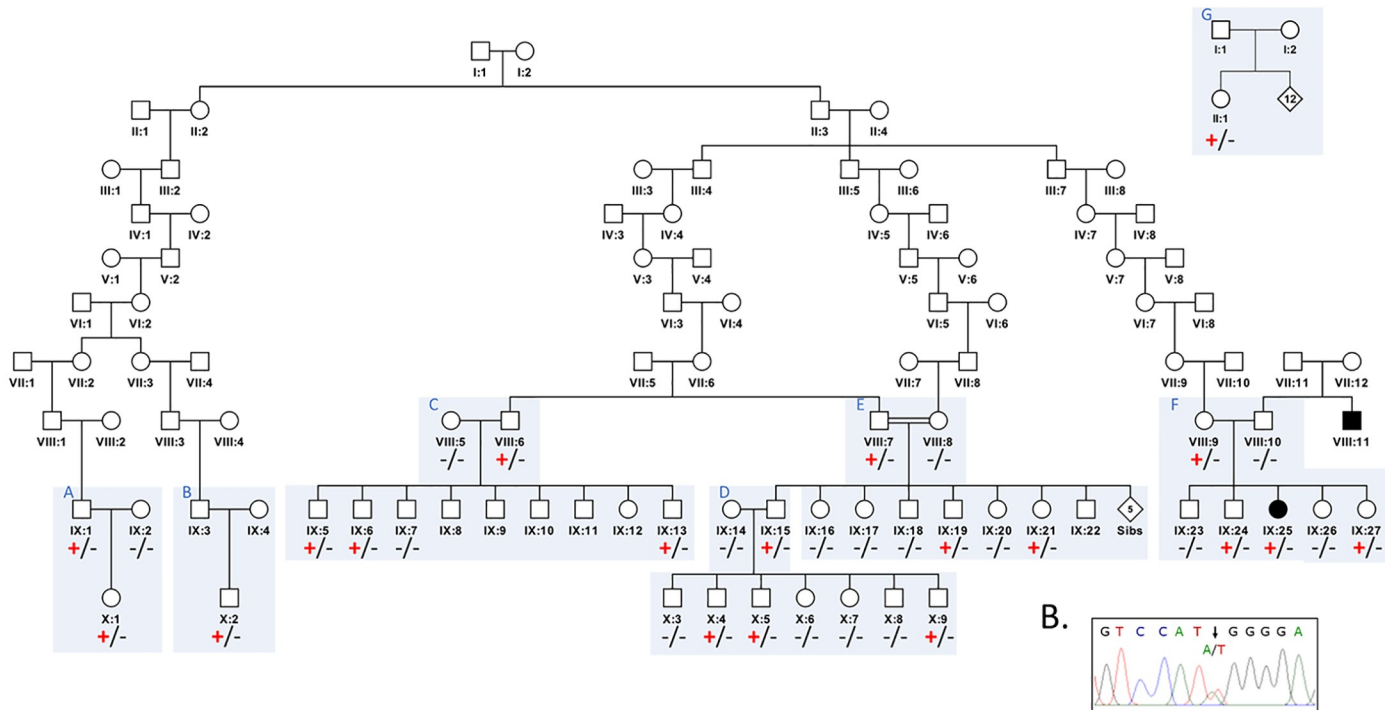 G
I:1 I:2
I:1 I:2
12
II:1 II:2 II:3 II:4
II:1
+/-
III:1 III:2 III:3 III:4 III:5 III:6 III:7 III:8
IV:1 IV:2 IV:3 IV:4 IV:5 IV:6 IV:7 IV:8
V:1 V:2 V:3 V:4 V:5 V:6 V:7 V:8
VI:1 VI:2 VI:3 VI:4 VI:5 VI:6 VI:7 VI:8
VII:1 VII:2 VII:3 VII:4 VII:5 VII:6 VII:7 VII:8 VII:9 VII:10 VII:11 VII:12
C E F
VIII:1 VIII:2 VIII:3 VIII:4 VIII:5 VIII:6 VIII:7 VIII:8 VIII:9 VIII:10 VIII:11
-/- +/- +/- -/- +/- -/-
A B D
5
IX:1 IX:2 IX:3 IX:4 IX:5 IX:6 IX:7 IX:8 IX:9 IX:10 IX:11 IX:12 IX:13 IX:14 IX:15 IX:16 IX:17 IX:18 IX:19 IX:20 IX:21 IX:22 Sibs IX:23 IX:24 IX:25 IX:26 IX:27
+/- -/- +/- +/- -/- +/- -/- +/- -/- -/- -/- +/- -/- +/- -/- +/- +/- -/- +/-
X:1 X:2 X:3 X:4 X:5 X:6 X:7 X:8 X:9
+/- +/- -/- +/- +/- -/- -/- -/- +/-
B.
G T C C A T ↓ G G G G A
A/T